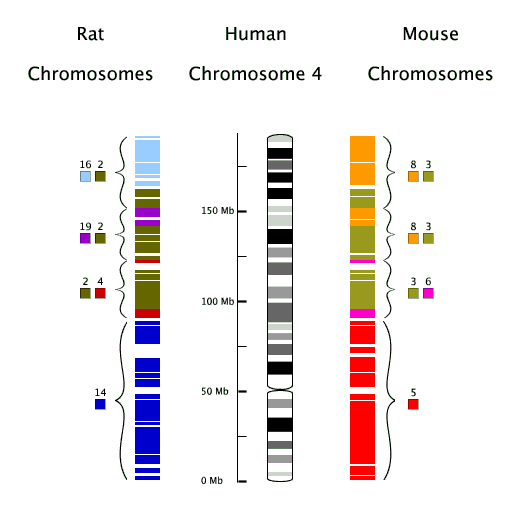 Rat Human Mouse
Chromosomes Chromosome 4 Chromosomes
16 2 8 3
150 Mb
19 2 8 3
2 4 3 6
100 Mb
50 Mb
14 5
0 Mb